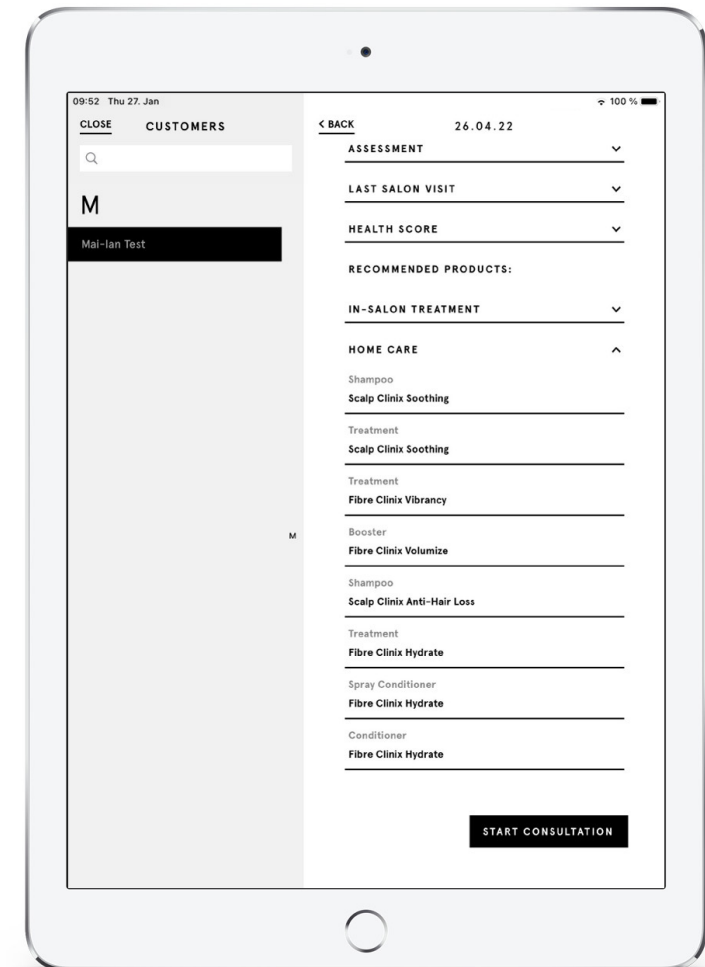 09:52 Thu 27. Jan
100 %
CLOSE CUSTOMERS
M
Mai-lan Test
M
< BACK 26.04.22
ASSESSMENT
LAST SALON VISIT
HEALTH SCORE
RECOMMENDED PRODUCTS:
IN-SALON TREATMENT
HOME CARE
Shampoo
Scalp Clinix Soothing
Treatment
Scalp Clinix Soothing
Treatment
Fibre Clinix Vibrancy
Booster
Fibre Clinix Volumize
Shampoo
Scalp Clinix Anti-Hair Loss
Treatment
Fibre Clinix Hydrate
Spray Conditioner
Fibre Clinix Hydrate
Conditioner
Fibre Clinix Hydrate
START CONSULTATION